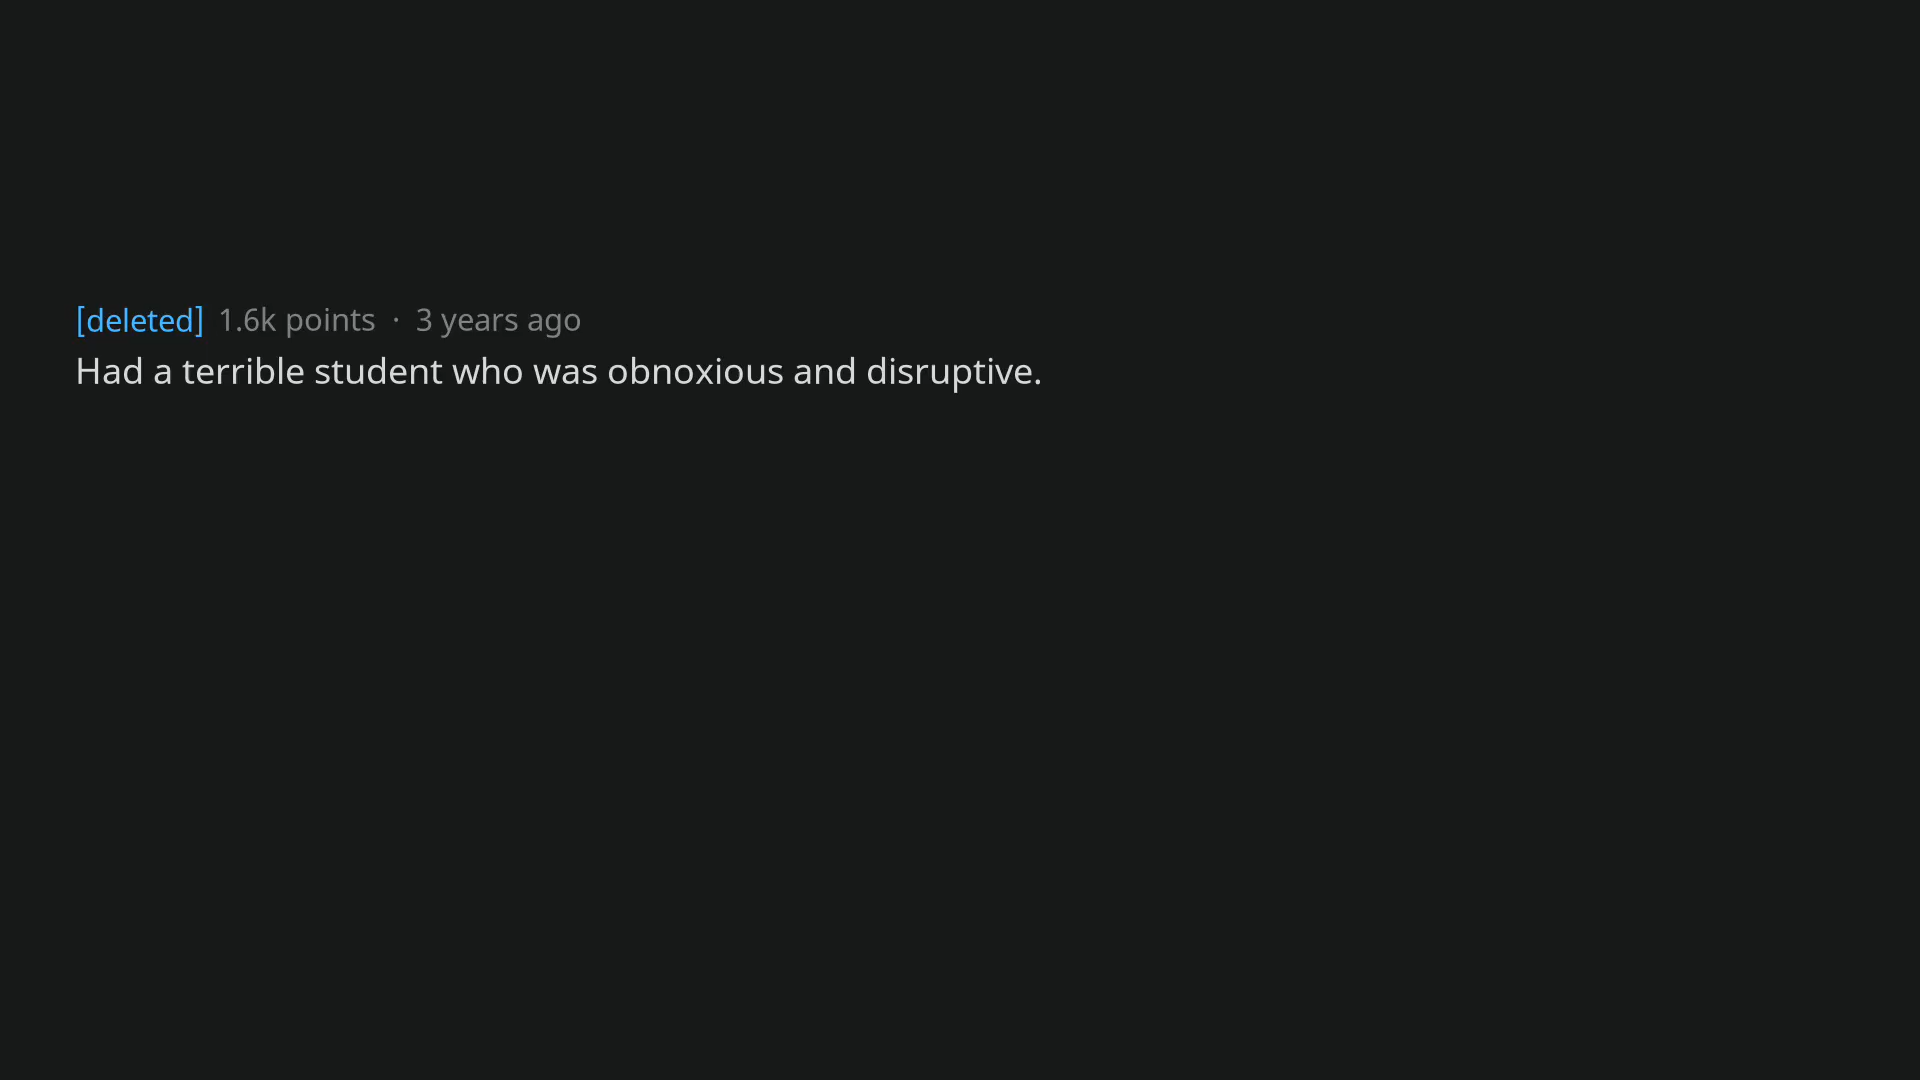 [deleted] 1.6k points · 3 years ago
Had a terrible student who was obnoxious and disruptive.